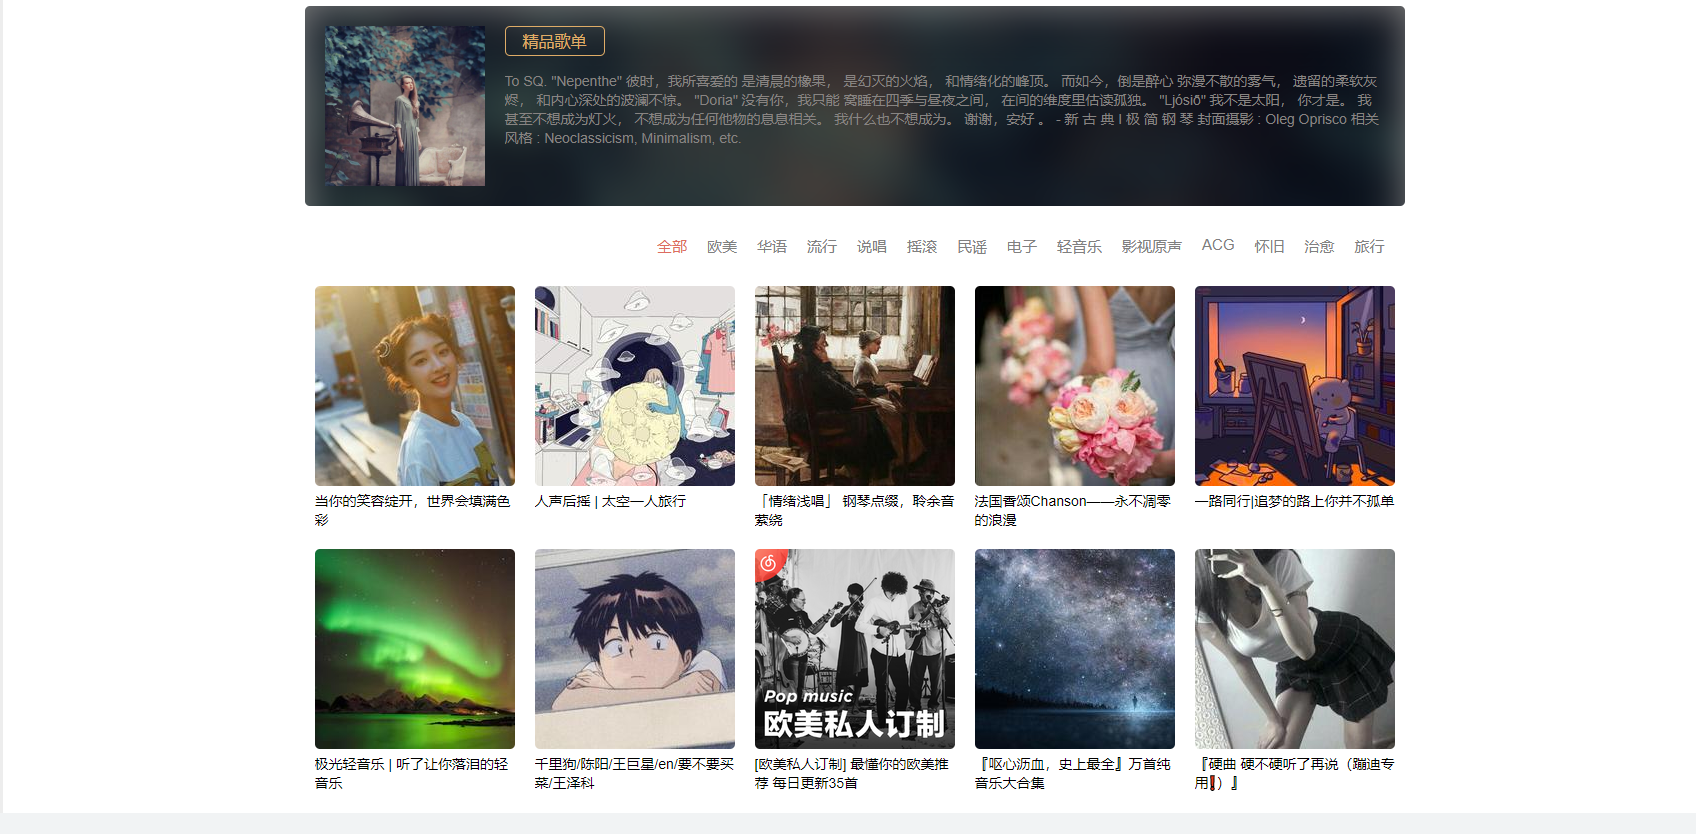 精品歌单
To SQ. "Nepenthe" 彼时，我所喜爱的 是清晨的橡果， 是幻灭的火焰， 和情绪化的峰顶。 而如今，倒是醉心 弥漫不散的雾气， 遗留的柔软灰
烬， 和内心深处的波澜不惊。 "Doria" 没有你，我只能 窝睡在四季与昼夜之间， 在间的维度里估读孤独。 "Ljósið" 我不是太阳， 你才是。 我
甚至不想成为灯火， 不想成为任何他物的息息相关。 我什么也不想成为。 谢谢，安好 。 - 新 古 典 l 极 简 钢 琴 封面摄影 : Oleg Oprisco 相关
风格 : Neoclassicism, Minimalism, etc.
全部 欧美 华语 流行 说唱 摇滚 民谣 电子 轻音乐 影视原声 ACG 怀旧 治愈 旅行
当你的笑容绽开，世界会填满色
彩
人声后摇 | 太空一人旅行
「情绪浅唱」 钢琴点缀，聆余音
萦绕
法国香颂Chanson——永不凋零
的浪漫
一路同行|追梦的路上你并不孤单
Pop music
欧美私人订制
极光轻音乐 | 听了让你落泪的轻
音乐
千里狗/陈阳/王巨星/en/要不要买
菜/王泽科
[欧美私人订制] 最懂你的欧美推
荐 每日更新35首
『呕心沥血，史上最全』万首纯
音乐大合集
『硬曲 硬不硬听了再说（蹦迪专
用❗）』